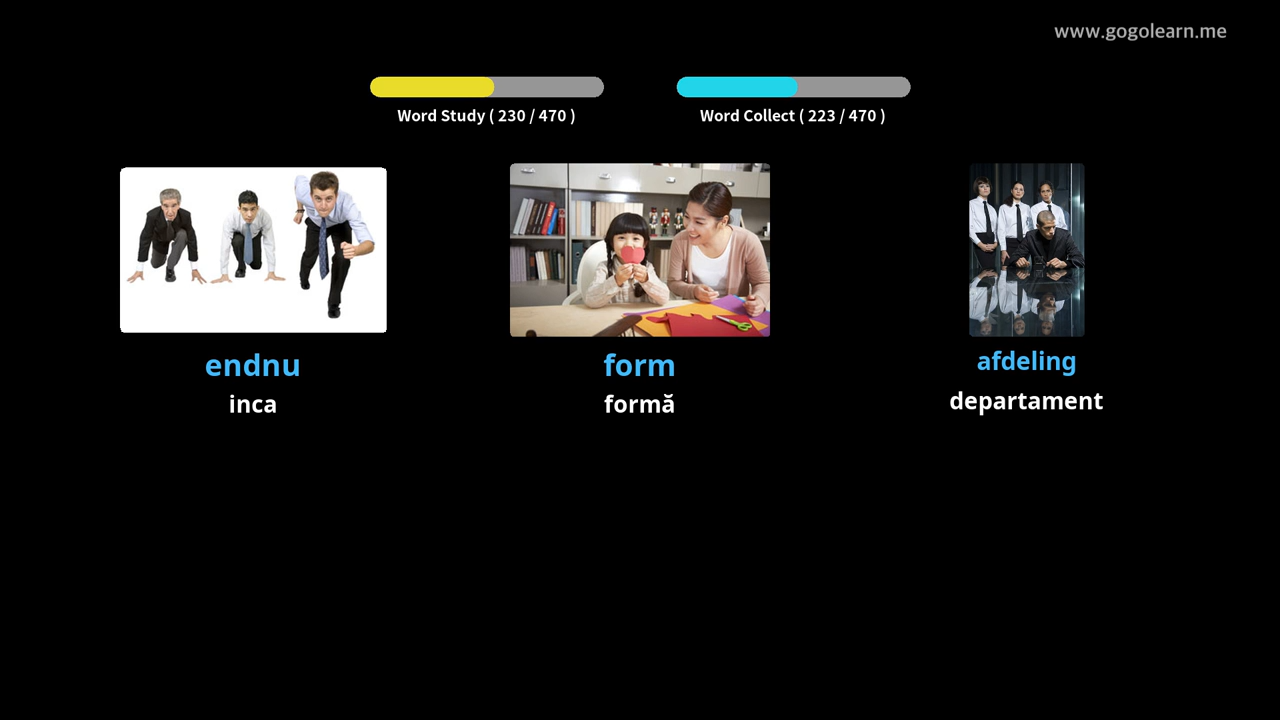 www.gogolearn.me
Word Study ( 230 / 470 )
Word Collect ( 223 / 470 )
endnu
inca
form
formă
afdeling
departament